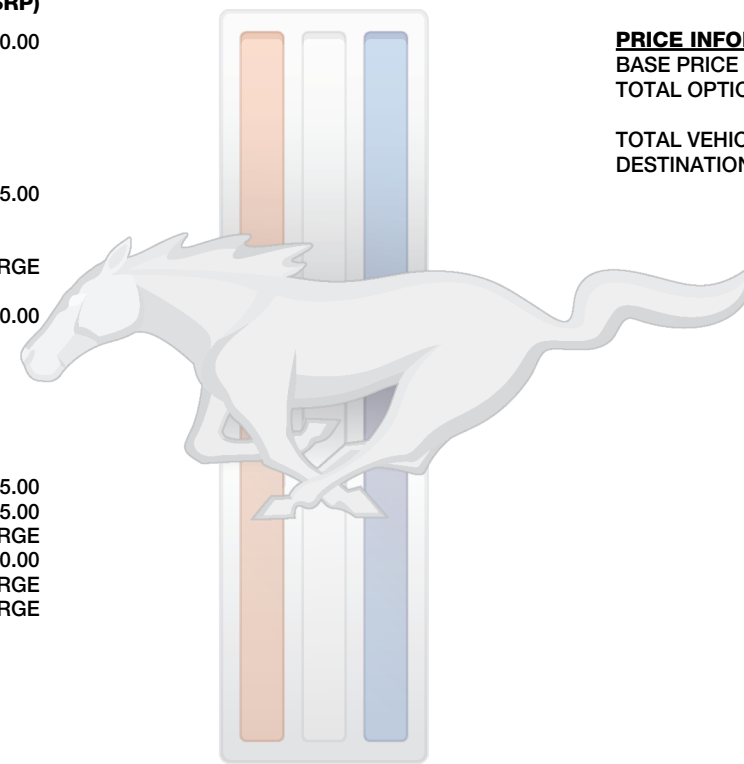 SRP)
0.00
5.00
RGE
0.00
5.00
5.00
RGE
0.00
RGE
RGE
PRICE INFO
BASE PRICE
TOTAL OPTIO
TOTAL VEHIC
DESTINATION